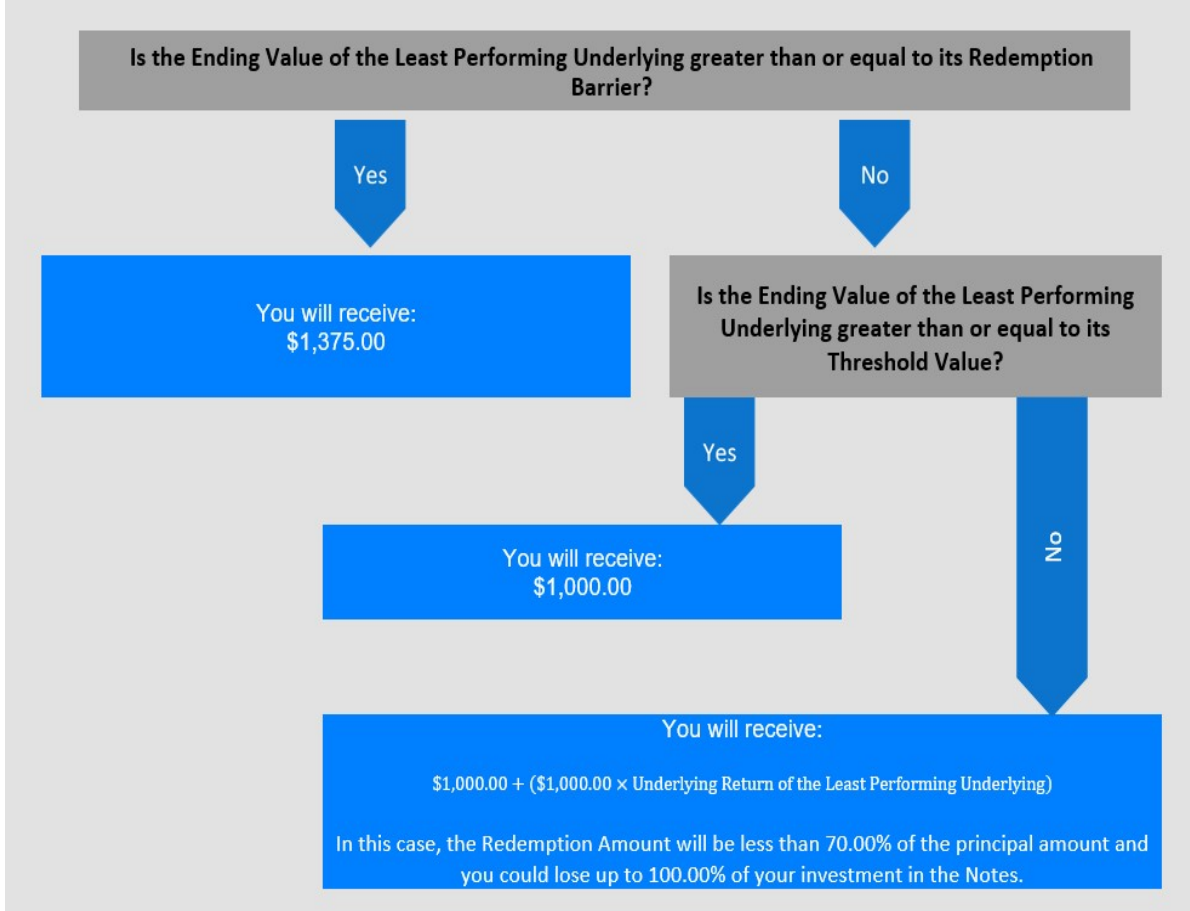 Is the Ending Value of the Least Performing Underlying greater than or equal to its Redemption
Barrier?
Yes
No
You will receive:
$1,375.00
Is the Ending Value of the Least Performing
Underlying greater than or equal to its
Threshold Value?
Yes
No
You will receive:
$1,000.00
You will receive:
$1,000.00 + ($1,000.00 × Underlying Return of the Least Performing Underlying)
In this case, the Redemption Amount will be less than 70.00% of the principal amount and
you could lose up to 100.00% of your investment in the Notes.